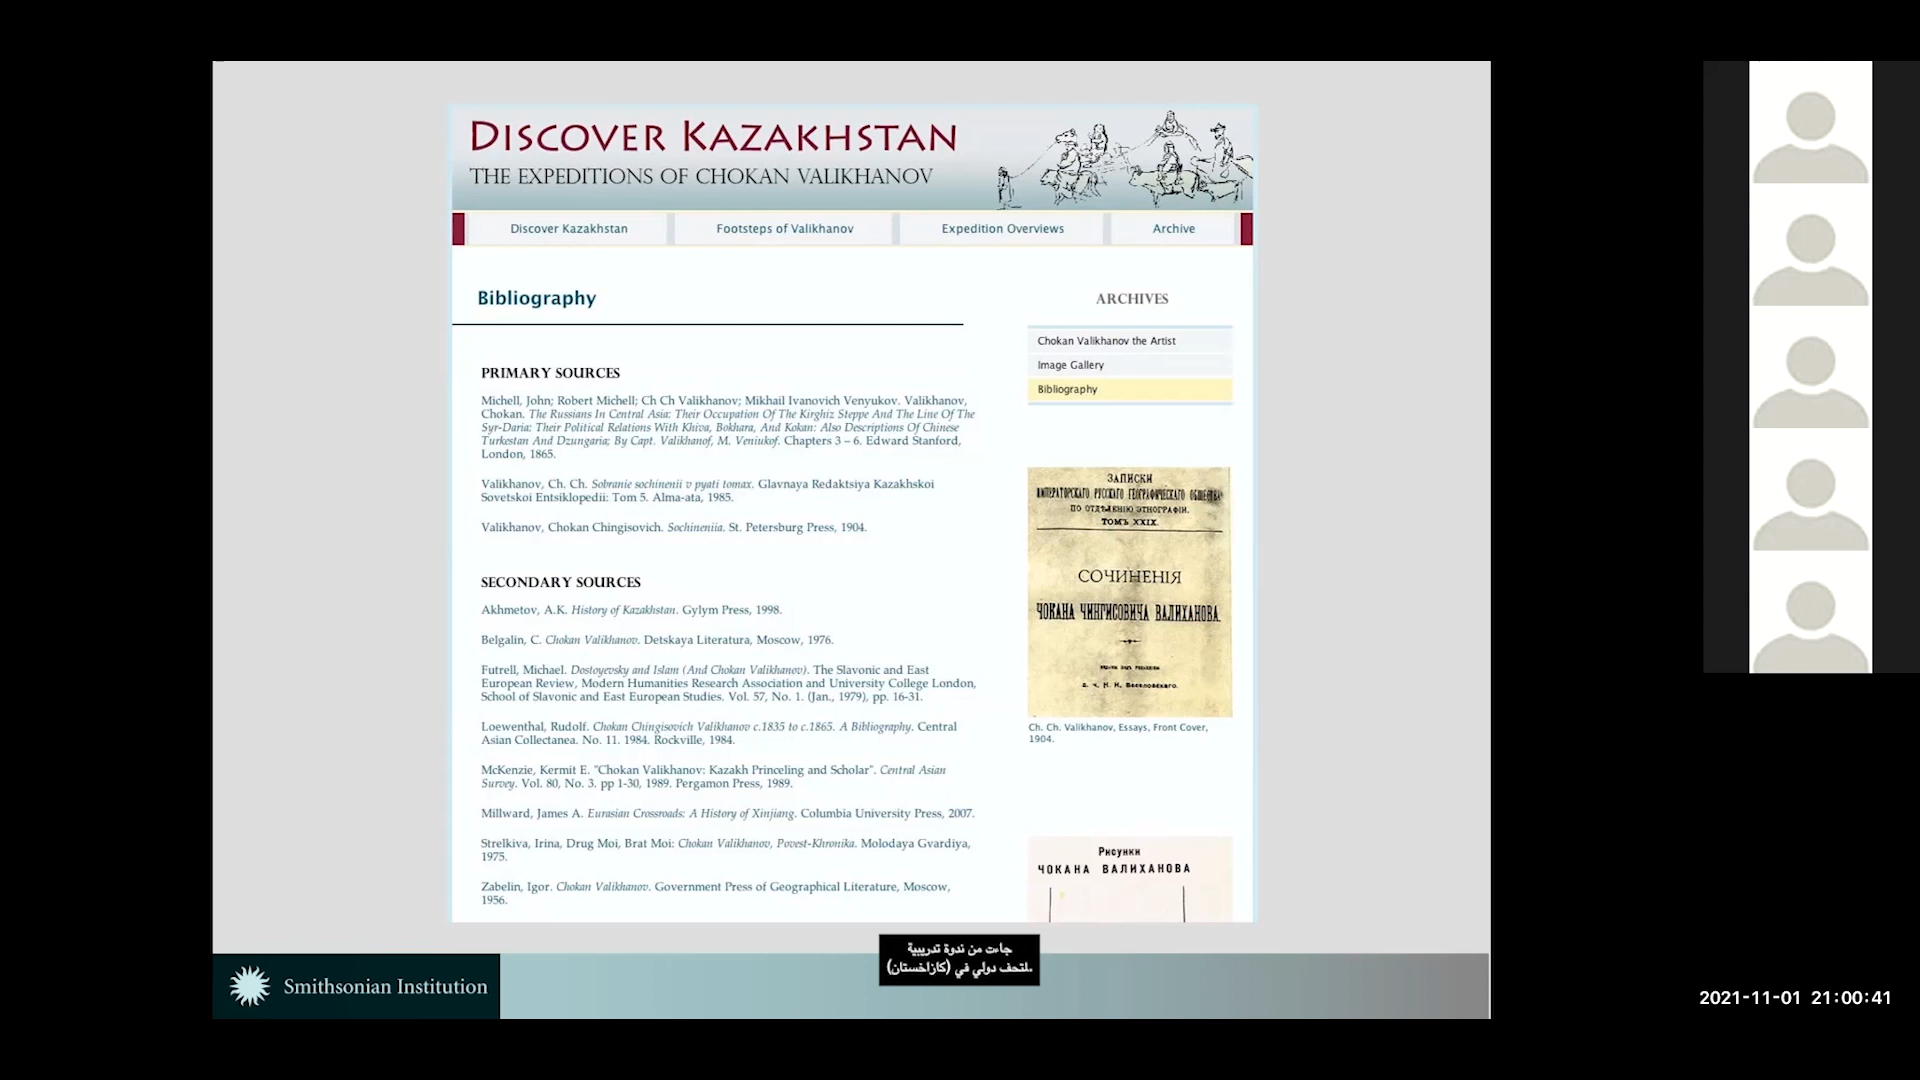 DISCOVER KAZAKHSTAN
THE EXPEDITIONS OF CHOKAN VALIKHANOV
Discover Kazakhstan
Footsteps of Valikhanov
Expedition Overviews
Archive
Bibliography
PRIMARY SOURCES
Michell, John; Robert Michell; Ch Ch Valikhanov; Mikhail Ivanovich Venyukov. Valikhanov,
Chokan. The Russians In Central Asia: Their Occupation Of The Kirghiz Steppe And The Line Of The
Syr-Daria: Their Political Relations With Khiva, Bokhara, And Kokan: Also Descriptions Of Chinese
Turkestan And Dzungaria; By Capt. Valikhanof, M. Veniukof. Chapters 3 – 6. Edward Stanford,
London, 1865.
Valikhanov, Ch. Ch. Sobranie sochinenii v pyati tomax. Glavnaya Redaktsiya Kazakhskoi
Sovetskoi Entsiklopedii: Tom 5. Alma-ata, 1985.
Valikhanov, Chokan Chingisovich. Sochineniia. St. Petersburg Press, 1904.
SECONDARY SOURCES
Akhmetov, A.K. History of Kazakhstan. Gylym Press, 1998.
Belgalin, C. Chokan Valikhanov. Detskaya Literatura, Moscow, 1976.
Futrell, Michael. Dostoyevsky and Islam (And Chokan Valikhanov). The Slavonic and East
European Review, Modern Humanities Research Association and University College London,
School of Slavonic and East European Studies. Vol. 57, No. 1. (Jan., 1979), pp. 16-31.
Loewenthal, Rudolf. Chokan Chingisovich Valikhanov c.1835 to c.1865. A Bibliography. Central
Asian Collectanea. No. 11. 1984. Rockville, 1984.
McKenzie, Kermit E. "Chokan Valikhanov: Kazakh Princeling and Scholar". Central Asian
Survey. Vol. 80, No. 3. pp 1-30, 1989. Pergamon Press, 1989.
Millward, James A. Eurasian Crossroads: A History of Xinjiang. Columbia University Press, 2007.
Strelkiva, Irina, Drug Moi, Brat Moi: Chokan Valikhanov, Povest-Khronika. Molodaya Gvardiya,
1975.
Zabelin, Igor. Chokan Valikhanov. Government Press of Geographical Literature, Moscow,
1956.
ARCHIVES
Chokan Valikhanov the Artist
Image Gallery
Bibliography
ЗАПИСКИ
ИМПЕРАТОРСКАГО РУССКАГО ГЕОГРАФИЧЕСКАГО ОБЩЕСТВА
ПО ОТДѢЛЕНІЮ ЭТНОГРАФІИ.
ТОМЪ XXIX.
СОЧИНЕНІЯ
ЧОКАНА ЧИНГИСОВИЧА ВАЛИХАНОВА.
Ch. Ch. Valikhanov, Essays, Front Cover,
1904.
Рисунки
ЧОКАНА ВАЛИХАНОВА
جاءت من ندوة تدريبية
لمتحف دولي في (كازاخستان)
Smithsonian Institution
2021-11-01 21:00:41